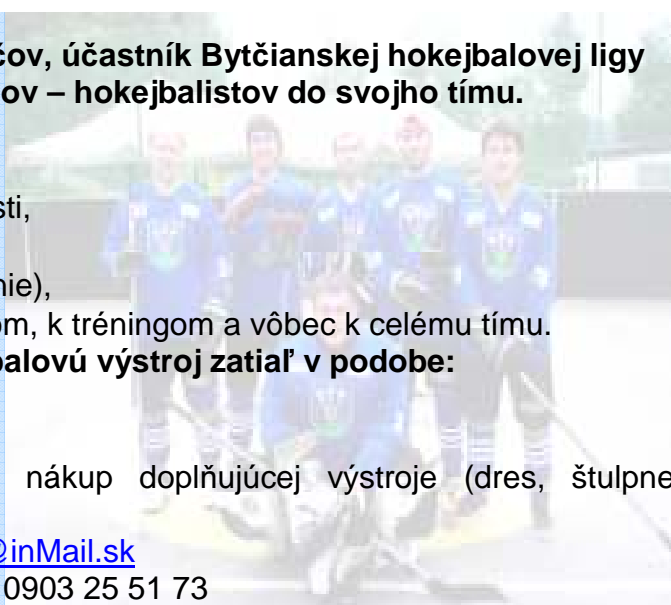 čov, účastník Bytčianskej hokejbalovej ligy
ov – hokejbalistov do svojho tímu.
sti,
nie),
om, k tréningom a vôbec k celému tímu.
balovú výstroj zatiaľ v podobe:
nákup doplňujúcej výstroje (dres, štulpne
@inMail.sk
0903 25 51 73